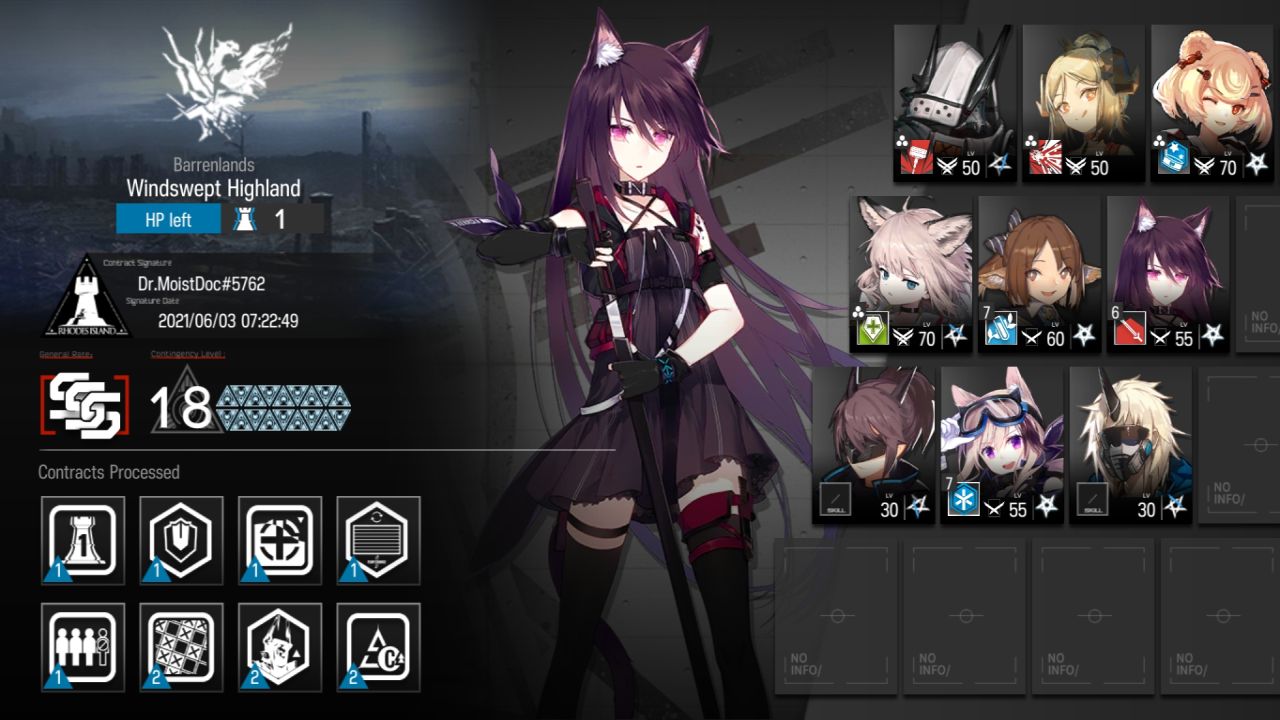 Barrenlands
Windswept Highland
HP left
1
Contract Signature
Dr.MoistDoc#5762
Signature Date
2021/06/03 07:22:49
RHODES ISLAND
General Rate:
Contingency Level:
SSS
18
Contracts Processed
1
1
1
1
1
1
2
2
C
2
LV
50
LV
50
LV
70
LV
70
7
LV
60
6
LV
55
NO
INFO/
SKILL
LV
30
7
LV
55
SKILL
LV
30
NO
INFO/
NO
INFO/
NO
INFO/
NO
INFO/
NO
INFO/